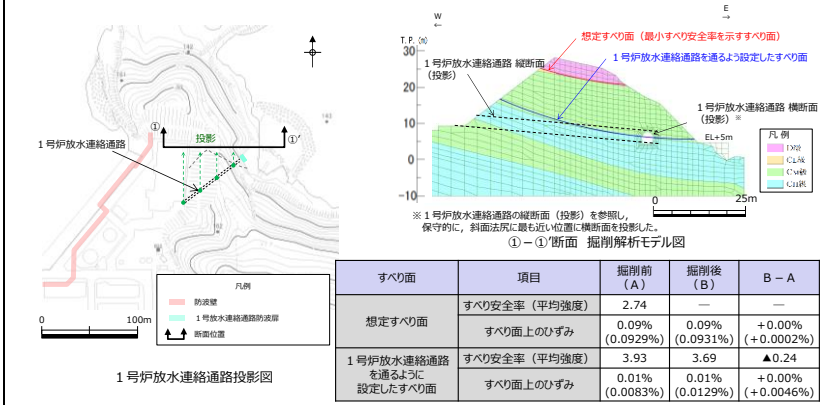 W
←
E
→
T.P. (m)
30
20
10
0
-10
想定すべり面（最小すべり安全率を示すすべり面）
１号炉放水連絡通路を通るよう設定したすべり面
１号炉放水連絡通路 縦断面
（投影）
１号炉放水連絡通路 横断面
（投影）※
EL+5m
凡 例
D級
CL級
CM級
CH級
0
25m
※１号炉放水連絡通路の縦断面（投影）を参照し，
保守的に，斜面法尻に最も近い位置に横断面を投影した。
①－①’断面 掘削解析モデル図
①
①’
投影
１号炉放水連絡通路
凡例
防波壁
１号放水連絡通路防波扉
断面位置
0
100m
１号炉放水連絡通路投影図
すべり面
項目
掘削前
（A）
掘削後
（B）
B－A
想定すべり面
すべり安全率（平均強度）
2.74
―
―
すべり面上のひずみ
0.09%
(0.0929%)
0.09%
(0.0931%)
+0.00%
(+0.0002%)
１号炉放水連絡通路
を通るように
設定したすべり面
すべり安全率（平均強度）
3.93
3.69
▲0.24
すべり面上のひずみ
0.01%
(0.0083%)
0.01%
(0.0129%)
+0.00%
(+0.0046%)